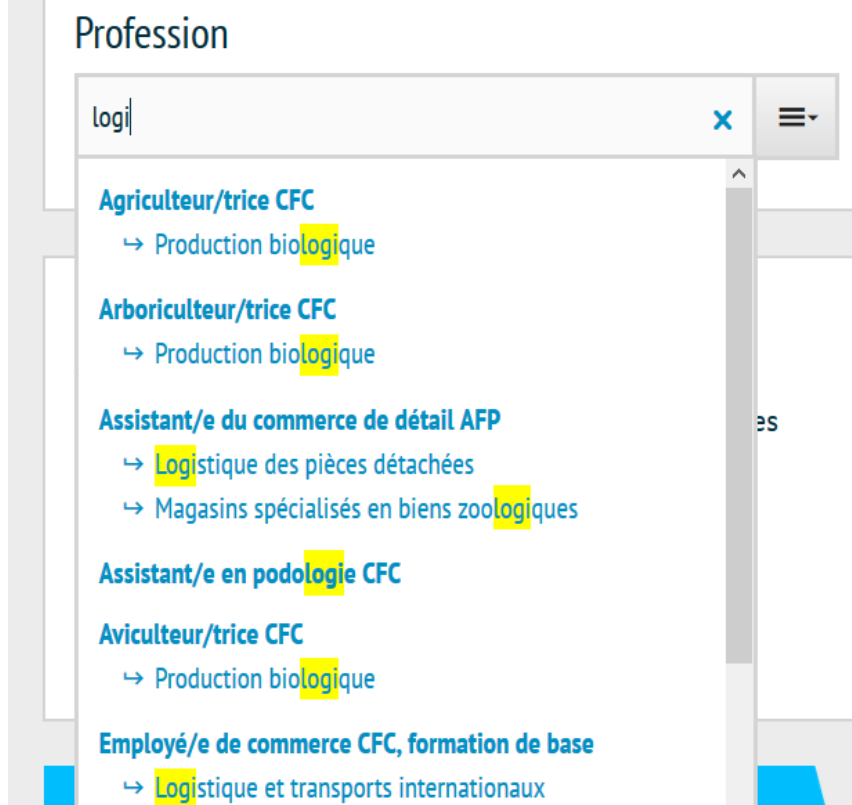 Profession
logi
Agriculteur/trice CFC
↪ Production biologique
Arboriculteur/trice CFC
↪ Production biologique
Assistant/e du commerce de détail AFP
es
↪ Logistique des pièces détachées
↪ Magasins spécialisés en biens zoologiques
Assistant/e en podologie CFC
Aviculteur/trice CFC
↪ Production biologique
Employé/e de commerce CFC, formation de base
↪ Logistique et transports internationaux